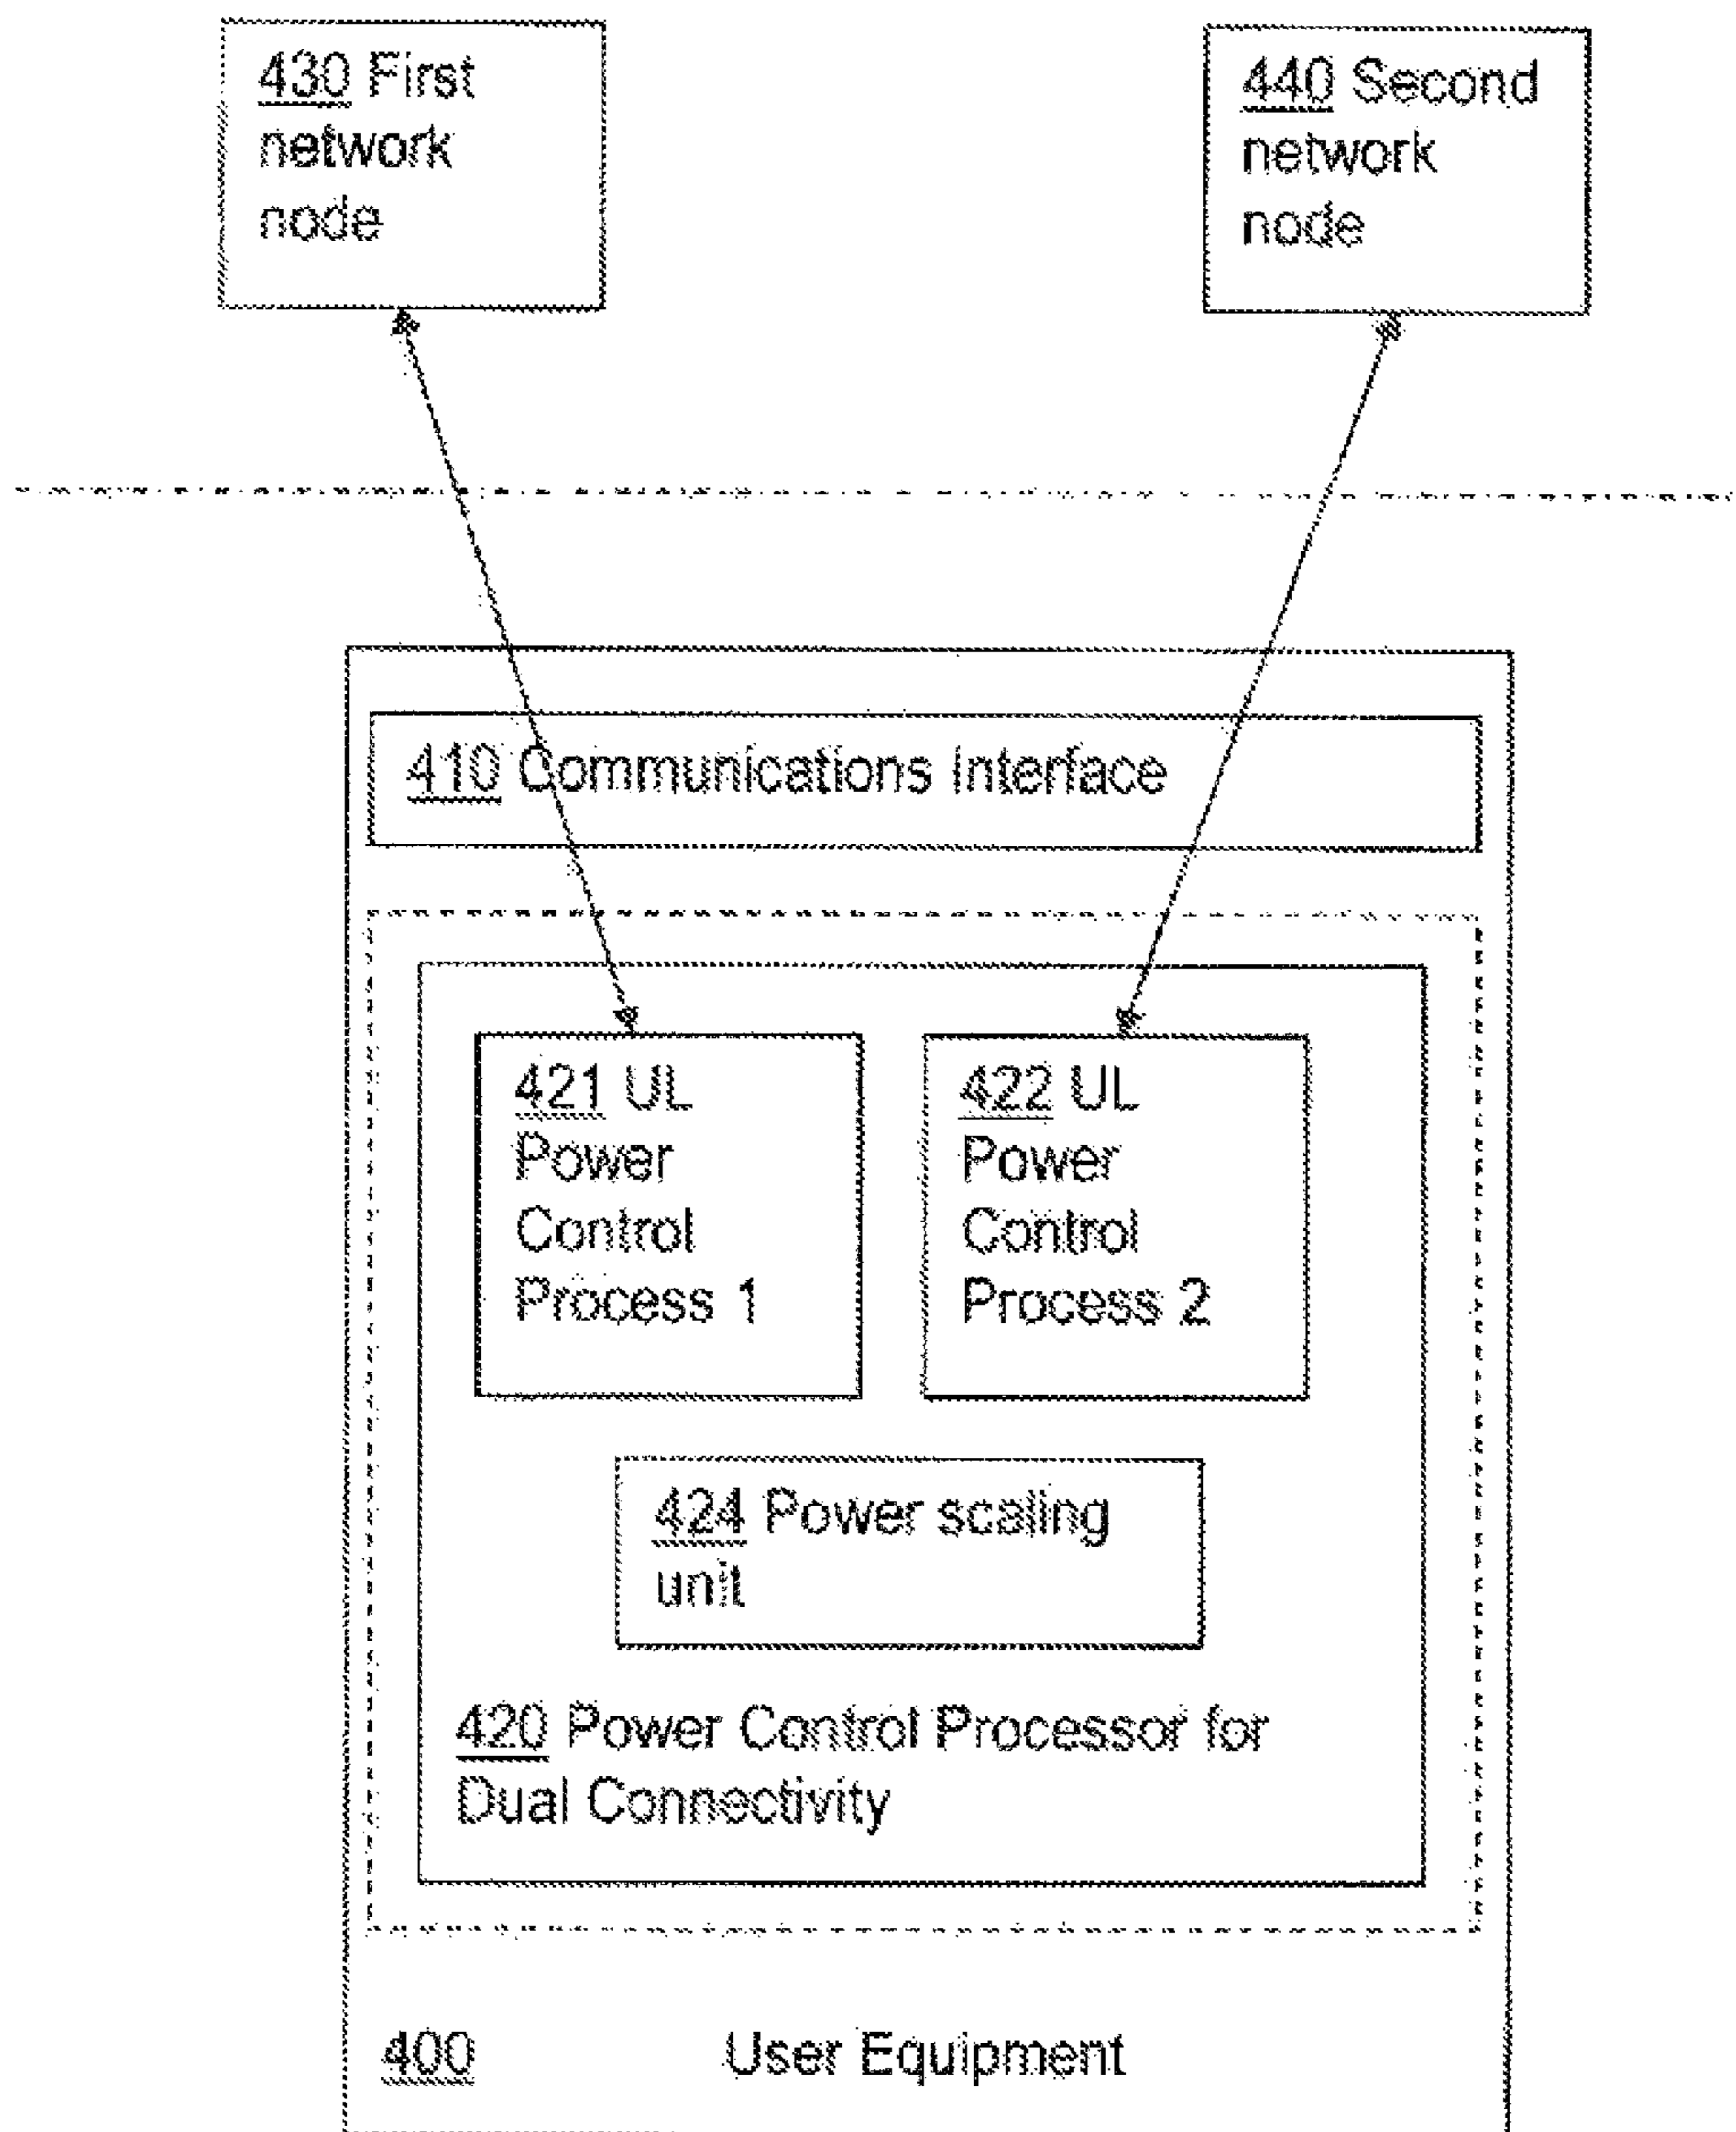 430 First
network
node
440 Second
network
node
410 Communications Interface
421 UL
Power
Control
Process 1
422 UL
Power
Control
Process 2
424 Power scaling
unit
420 Power Control Processor for
Dual Connectivity
400 User Equipment